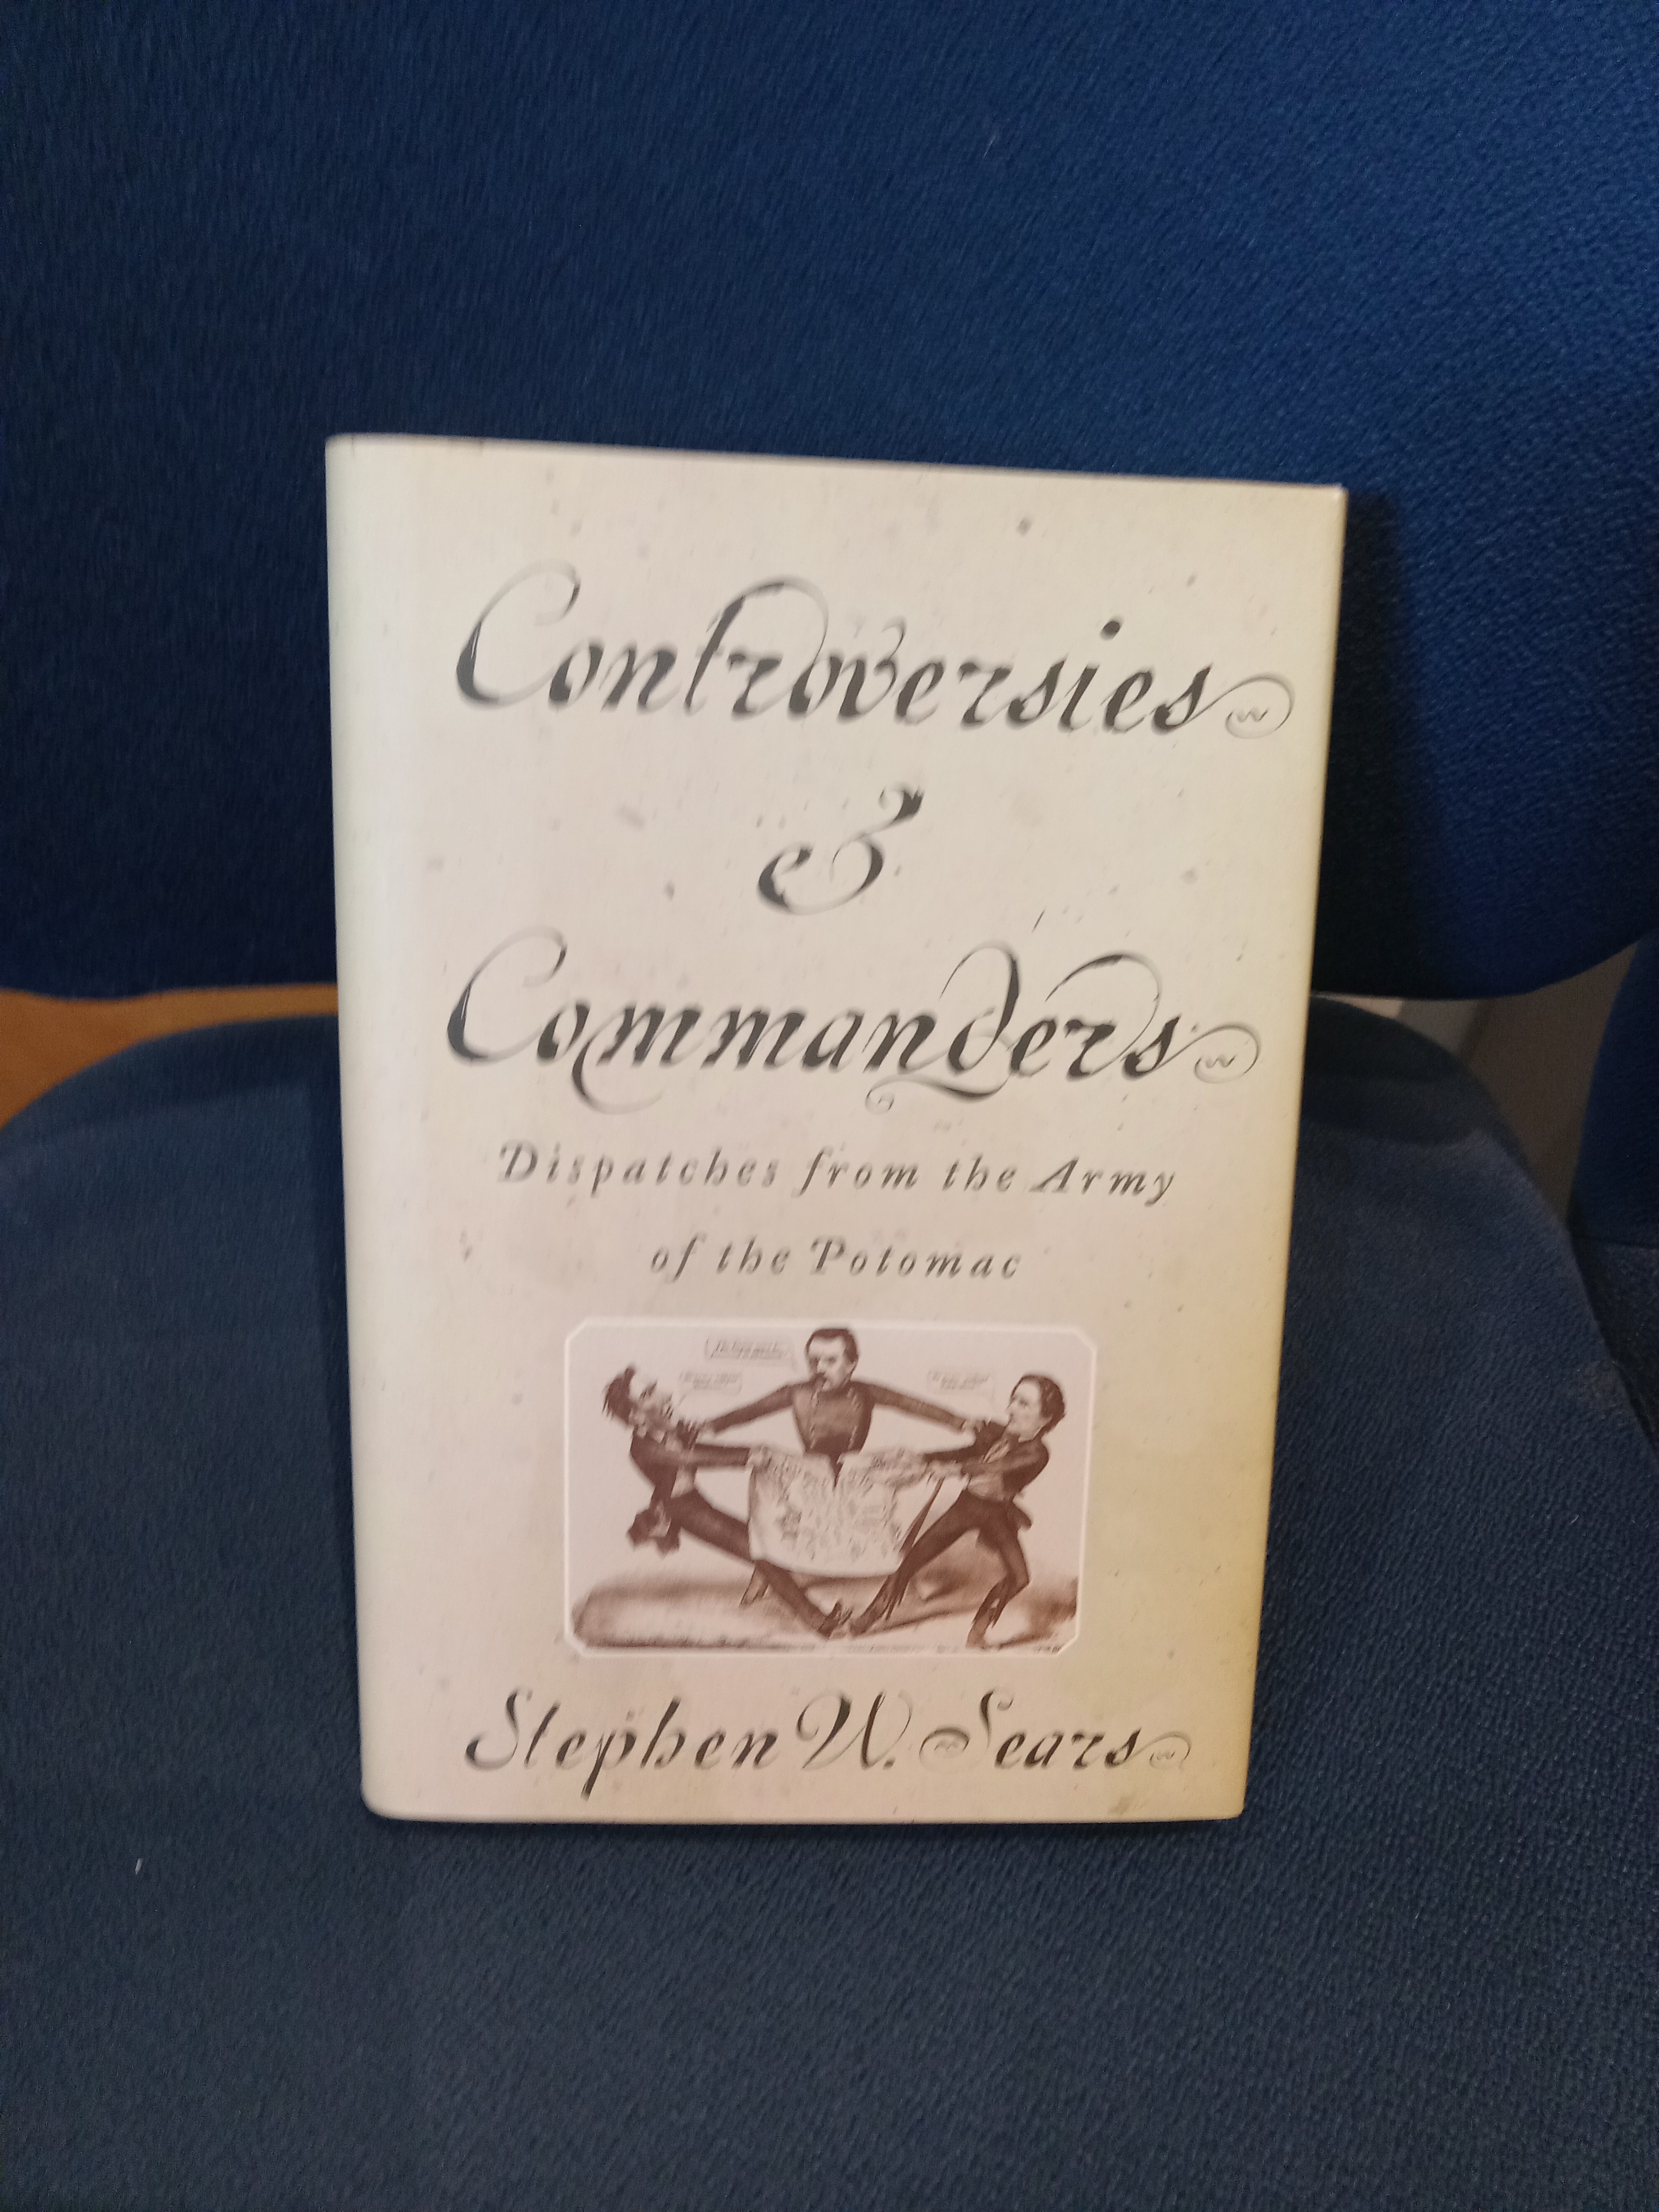 Controversies
&
Commanders
Dispatches from the Army
of the Potomac
Stephen W. Sears